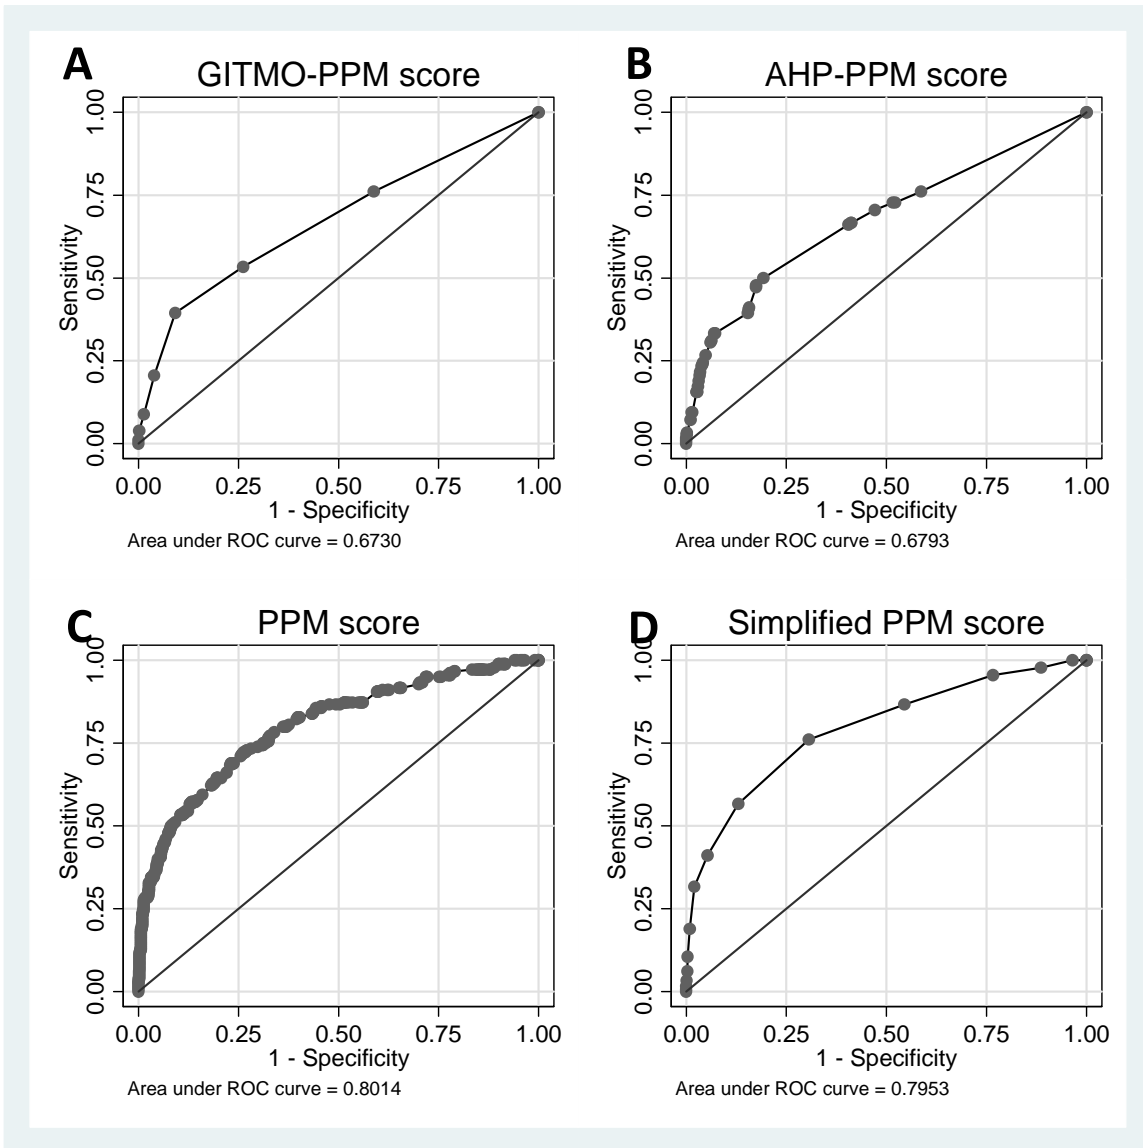 A
GITMO-PPM score
Sensitivity
1.00
0.75
0.50
0.25
0.00
0.00 0.25 0.50 0.75 1.00
1 - Specificity
Area under ROC curve = 0.6730
B
AHP-PPM score
Sensitivity
1.00
0.75
0.50
0.25
0.00
0.00 0.25 0.50 0.75 1.00
1 - Specificity
Area under ROC curve = 0.6793
C
PPM score
Sensitivity
1.00
0.75
0.50
0.25
0.00
0.00 0.25 0.50 0.75 1.00
1 - Specificity
Area under ROC curve = 0.8014
D
Simplified PPM score
Sensitivity
1.00
0.75
0.50
0.25
0.00
0.00 0.25 0.50 0.75 1.00
1 - Specificity
Area under ROC curve = 0.7953